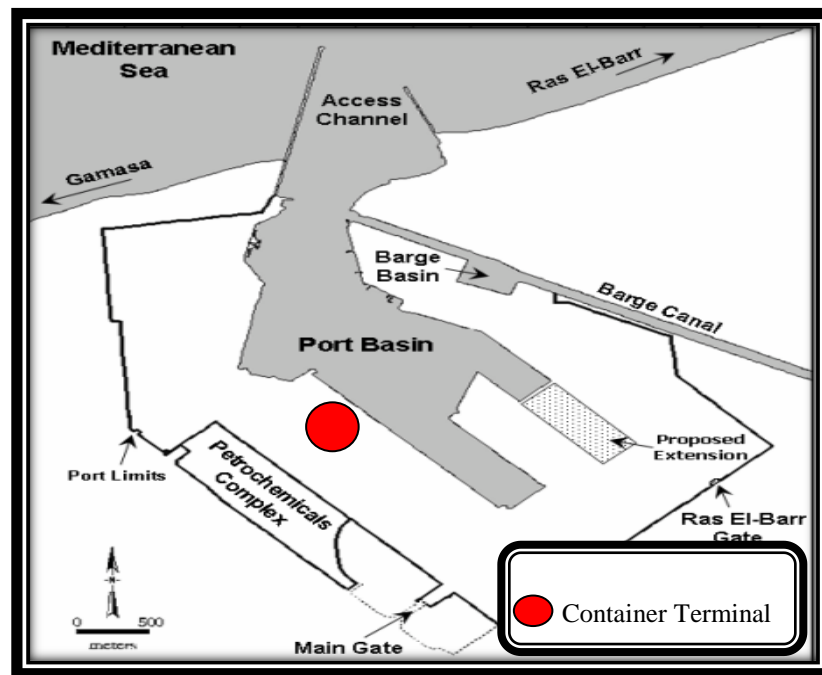 Mediterranean
Sea
Ras El-Barr
Access
Channel
Gamasa
Barge
Basin
Barge Canal
Port Basin
Proposed
Extension
Port Limits
Petrochemicals
Complex
Ras El-Barr
Gate
0 500
meters
Main Gate
Container Terminal